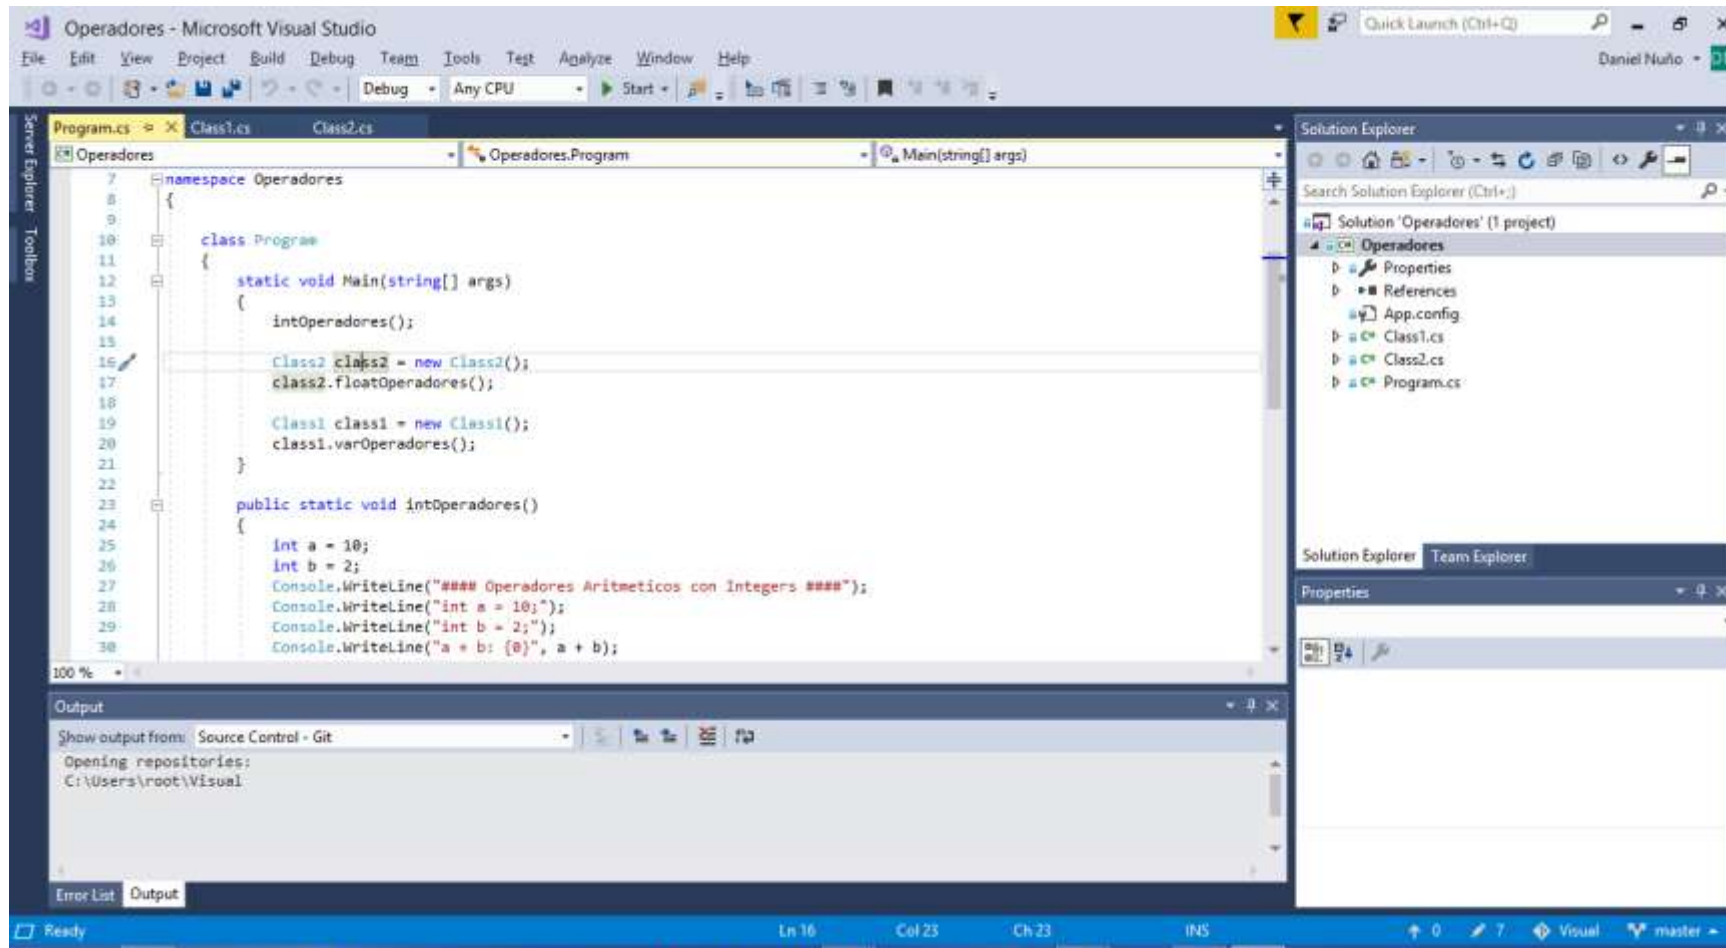 Operadores - Microsoft Visual Studio
Quick Launch (Ctrl+Q)
File Edit View Project Build Debug Team Tools Test Analyze Window Help
Daniel Nuño
Debug Any CPU Start
Server Explorer
Toolbox
Program.cs Class1.cs Class2.cs
Operadores Operadores.Program Main(string[] args)
7 namespace Operadores
8 {
9
10 class Program
11 {
12 static void Main(string[] args)
13 {
14 intOperadores();
15
16 Class2 class2 = new Class2();
17 class2.floatOperadores();
18
19 Class1 class1 = new Class1();
20 class1.varOperadores();
21 }
22
23 public static void intOperadores()
24 {
25 int a = 10;
26 int b = 2;
27 Console.WriteLine("#### Operadores Aritmeticos con Integers ####");
28 Console.WriteLine("int a = 10;");
29 Console.WriteLine("int b = 2;");
30 Console.WriteLine("a + b: {0}", a + b);
100 %
Output
Show output from: Source Control - Git
Opening repositories:
C:\Users\root\Visual
Error List Output
Solution Explorer
Search Solution Explorer (Ctrl+;)
Solution 'Operadores' (1 project)
Operadores
Properties
References
App.config
Class1.cs
Class2.cs
Program.cs
Solution Explorer Team Explorer
Properties
Ready Ln 16 Col 23 Ch 23 INS 0 7 Visual master